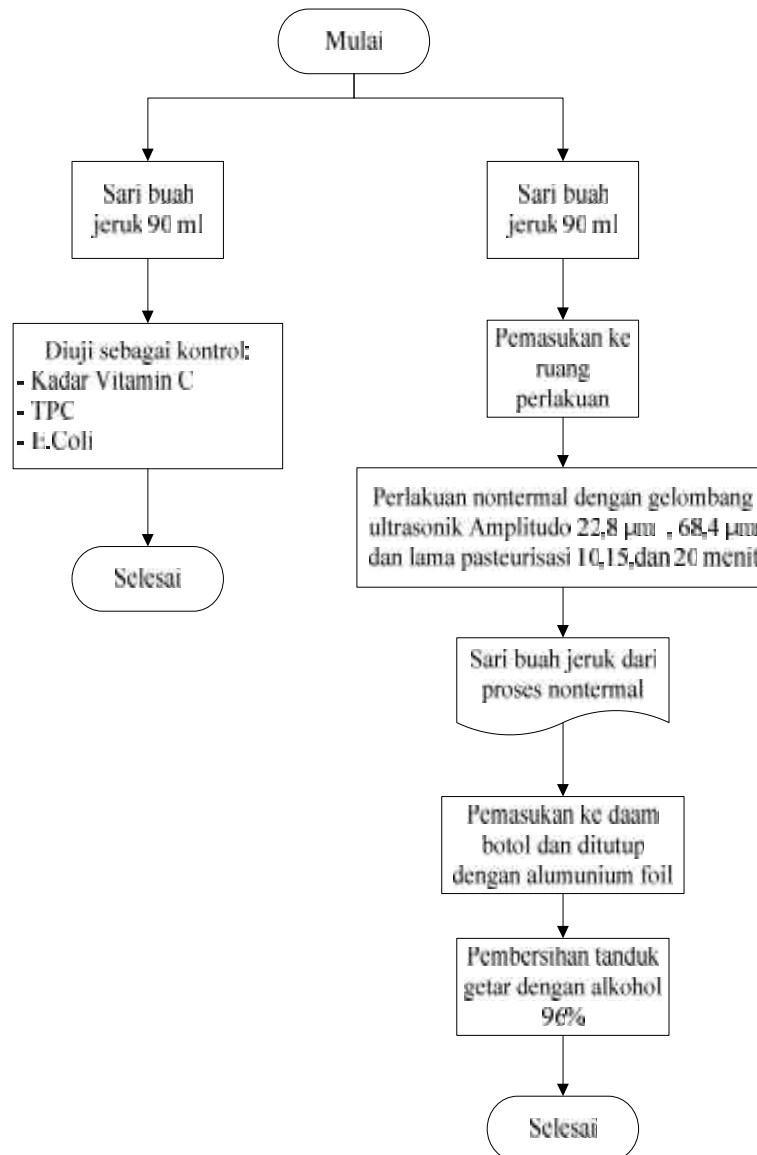 Mulai
Sari buah
jeruk 90 ml
Diuji sebagai kontrol:
- Kadar Vitamin C
- TPC
- E.Coli
Selesai
Sari buah
jeruk 90 ml
Pemasukan ke
ruang
perlakuan
Perlakuan nontermal dengan gelombang
ultrasonik Amplitudo 22,8 µm , 68,4 µm
dan lama pasteurisasi 10,15,dan 20 menit
Sari buah jeruk dari
proses nontermal
Pemasukan ke daam
botol dan ditutup
dengan alumunium foil
Pembersihan tanduk
getar dengan alkohol
96%
Selesai